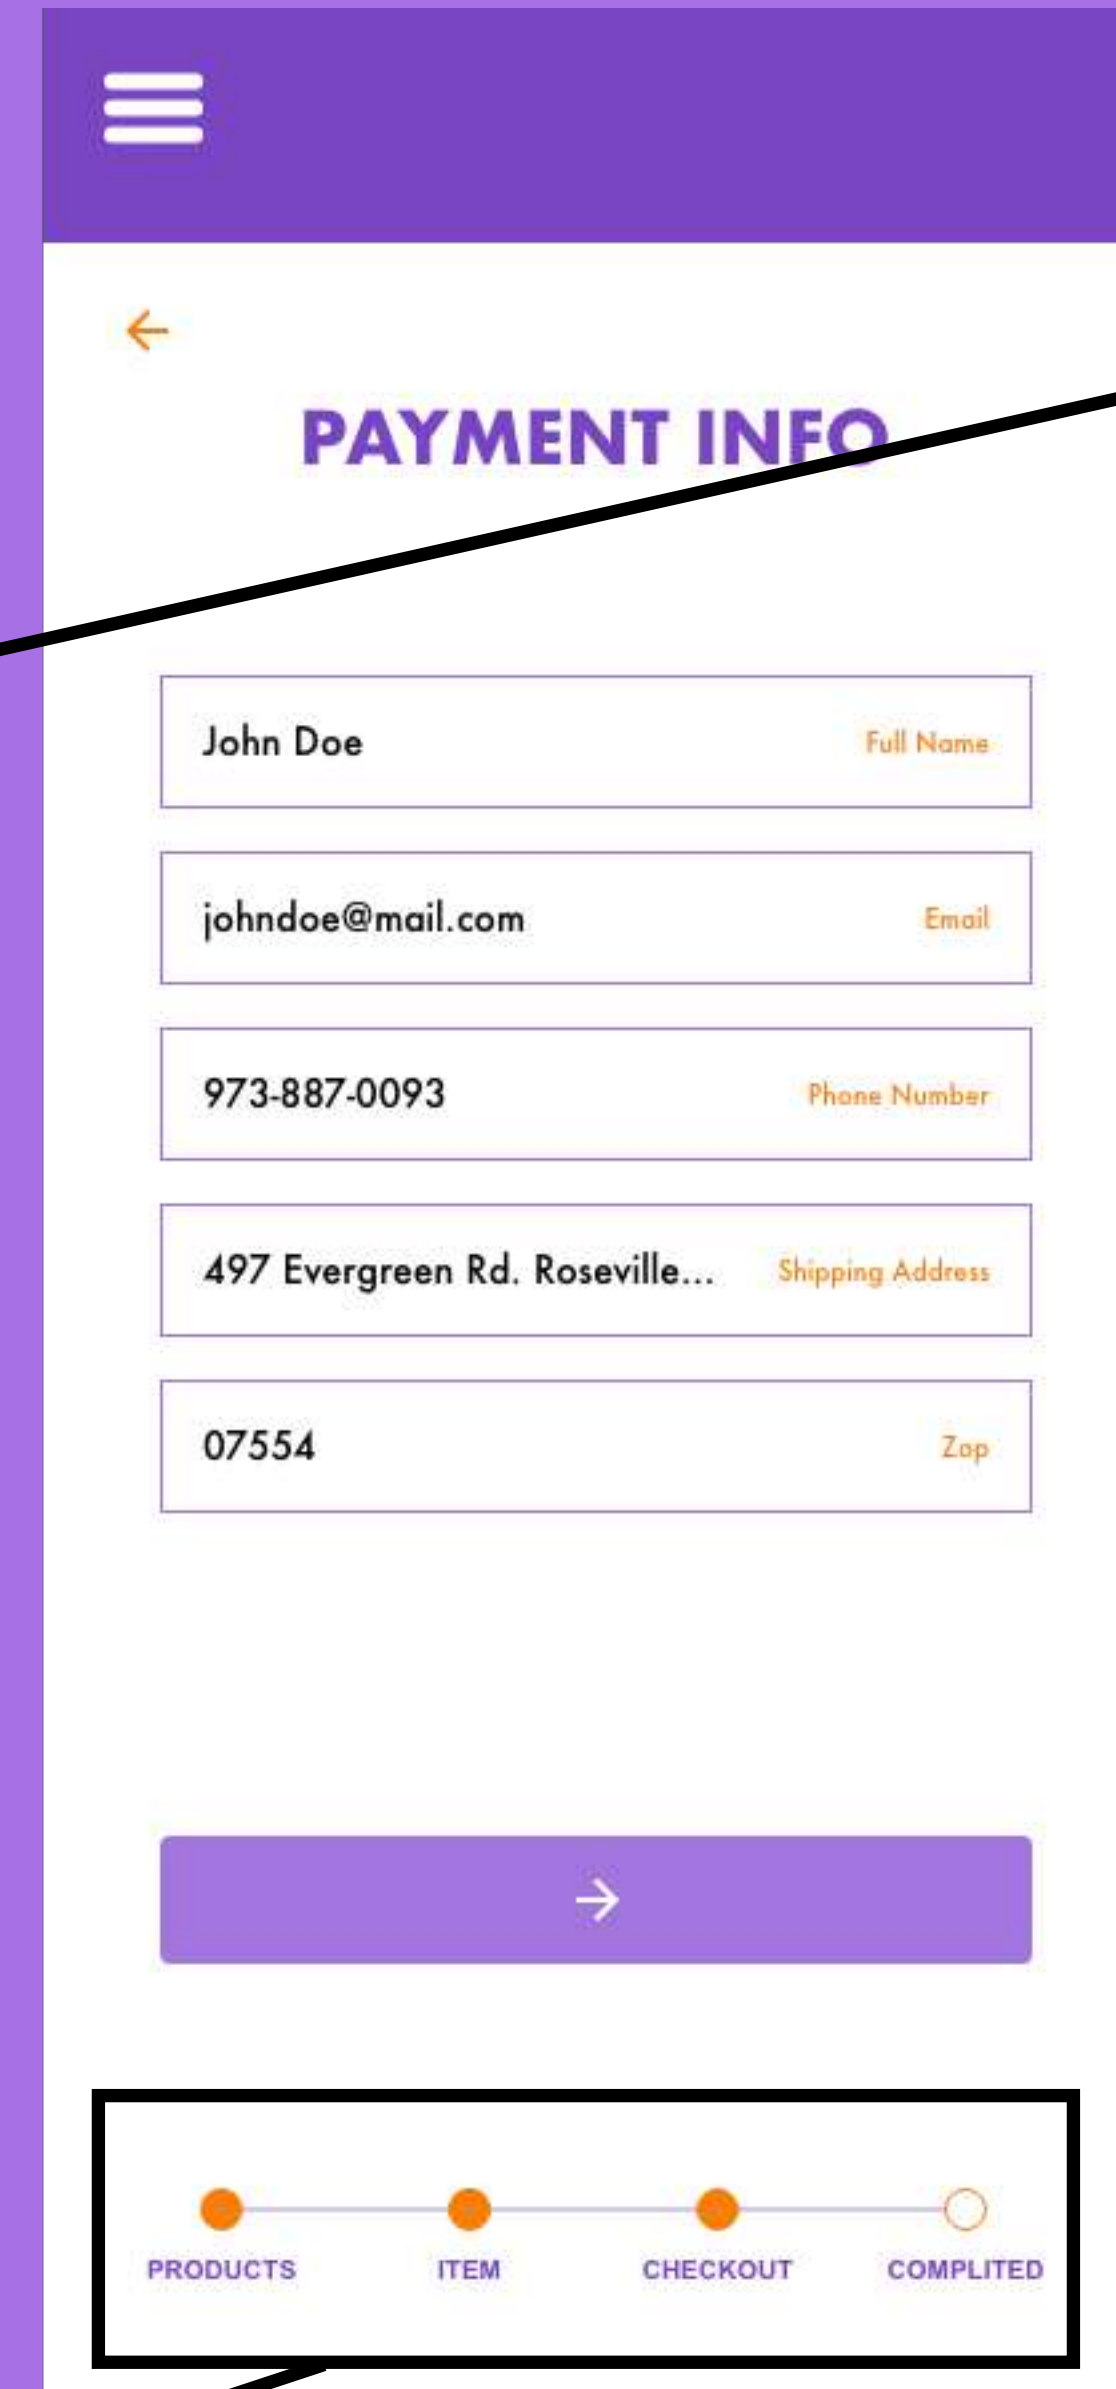 PAYMENT INFO
John Doe Full Name
johndoe@mail.com Email
973-887-0093 Phone Number
497 Evergreen Rd. Roseville... Shipping Address
07554 Zop
PRODUCTS ITEM CHECKOUT COMPLITED